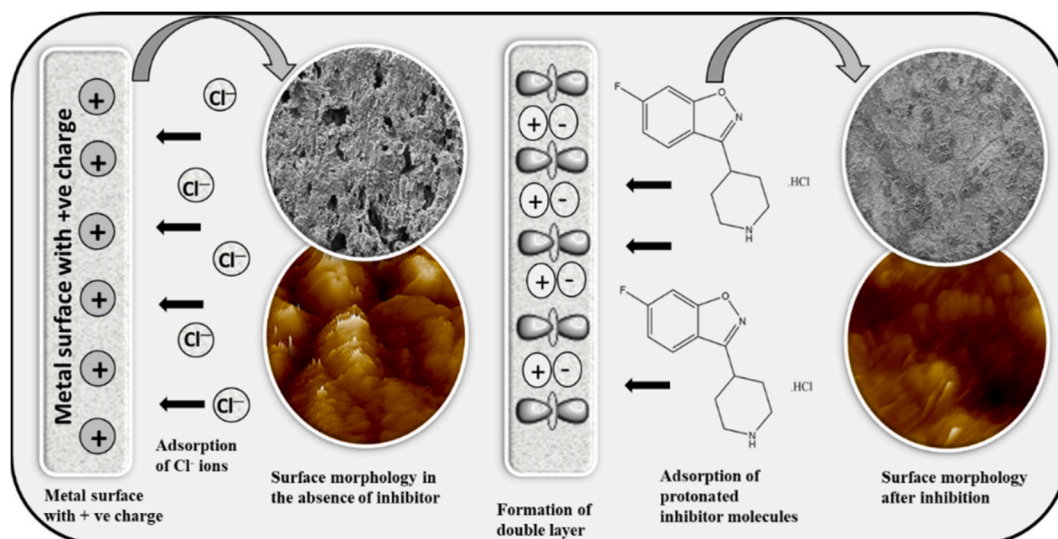 Metal surface with +ve charge
+
+
+
+
+
+
Cl–
Cl–
Cl–
Cl–
Cl–
Adsorption
of Cl- ions
Metal surface
with + ve charge
Surface morphology in
the absence of inhibitor
+ -
+ -
+ -
+ -
Formation of
double layer
F
O
N
.HCl
N
H
F
O
N
.HCl
N
H
Adsorption of
protonated
inhibitor molecules
Surface morphology
after inhibition